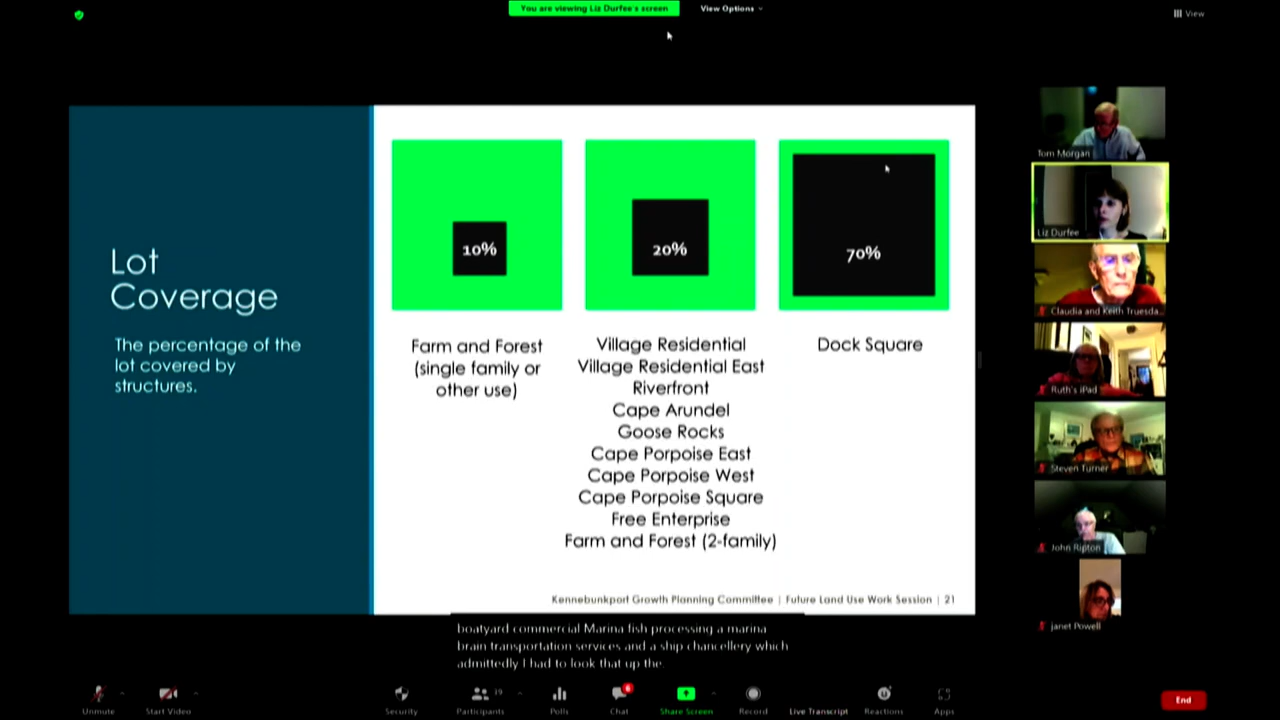 You are viewing Liz Durfee's screen
View Options
View
Lot
Coverage
The percentage of the
lot covered by
structures.
10%
20%
70%
Farm and Forest
(single family or
other use)
Village Residential
Village Residential East
Riverfront
Cape Arundel
Goose Rocks
Cape Porpoise East
Cape Porpoise West
Cape Porpoise Square
Free Enterprise
Farm and Forest (2-family)
Dock Square
Kennebunkport Growth Planning Committee | Future Land Use Work Session | 21
Tom Morgan
Liz Durfee
Claudia and Keith Truesda...
Ruth's iPad
Steven Turner
John Ripton
janet Powell
boatyard commercial Marina fish processing a marina
brain transportation services and a ship chancellery which
admittedly I had to look that up the.
Unmute
Start Video
Security
19
Participants
Polls
6
Chat
Share Screen
Record
Live Transcript
Reactions
Apps
End